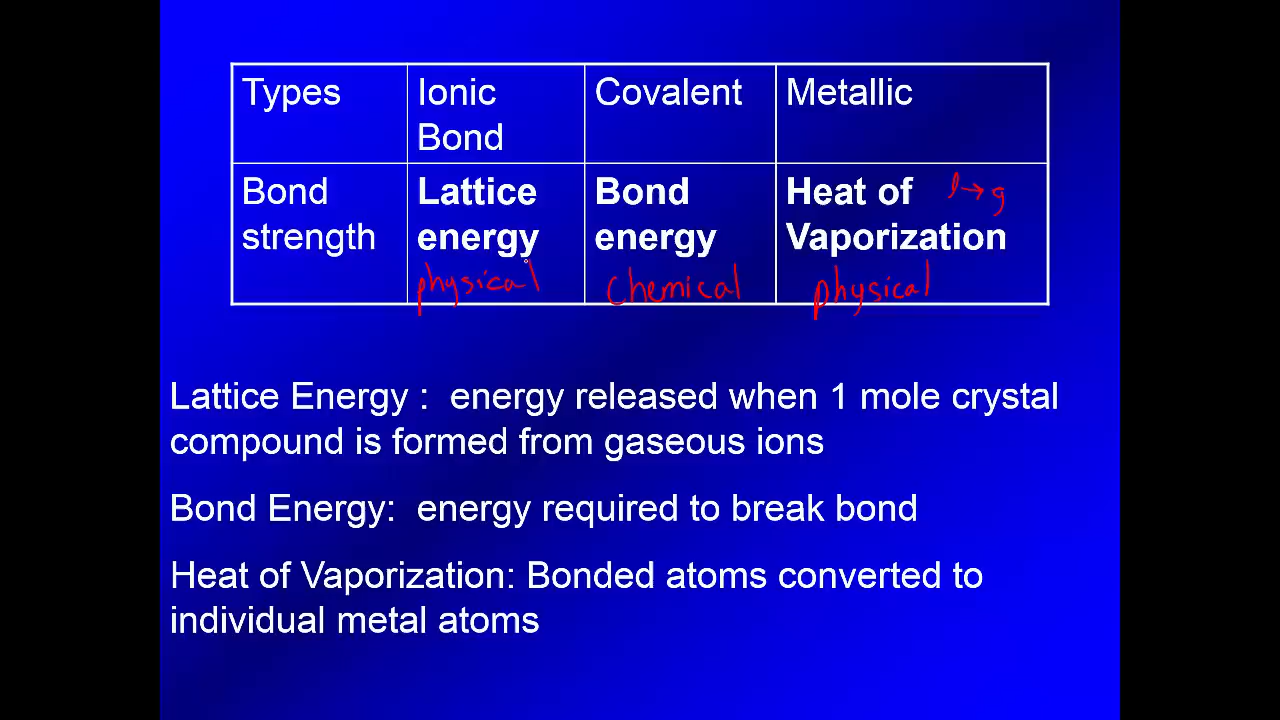 Types
Ionic
Bond
Covalent
Metallic
Bond
strength
Lattice
energy
physical
Bond
energy
chemical
Heat of l→g
Vaporization
physical
Lattice Energy : energy released when 1 mole crystal
compound is formed from gaseous ions
Bond Energy: energy required to break bond
Heat of Vaporization: Bonded atoms converted to
individual metal atoms